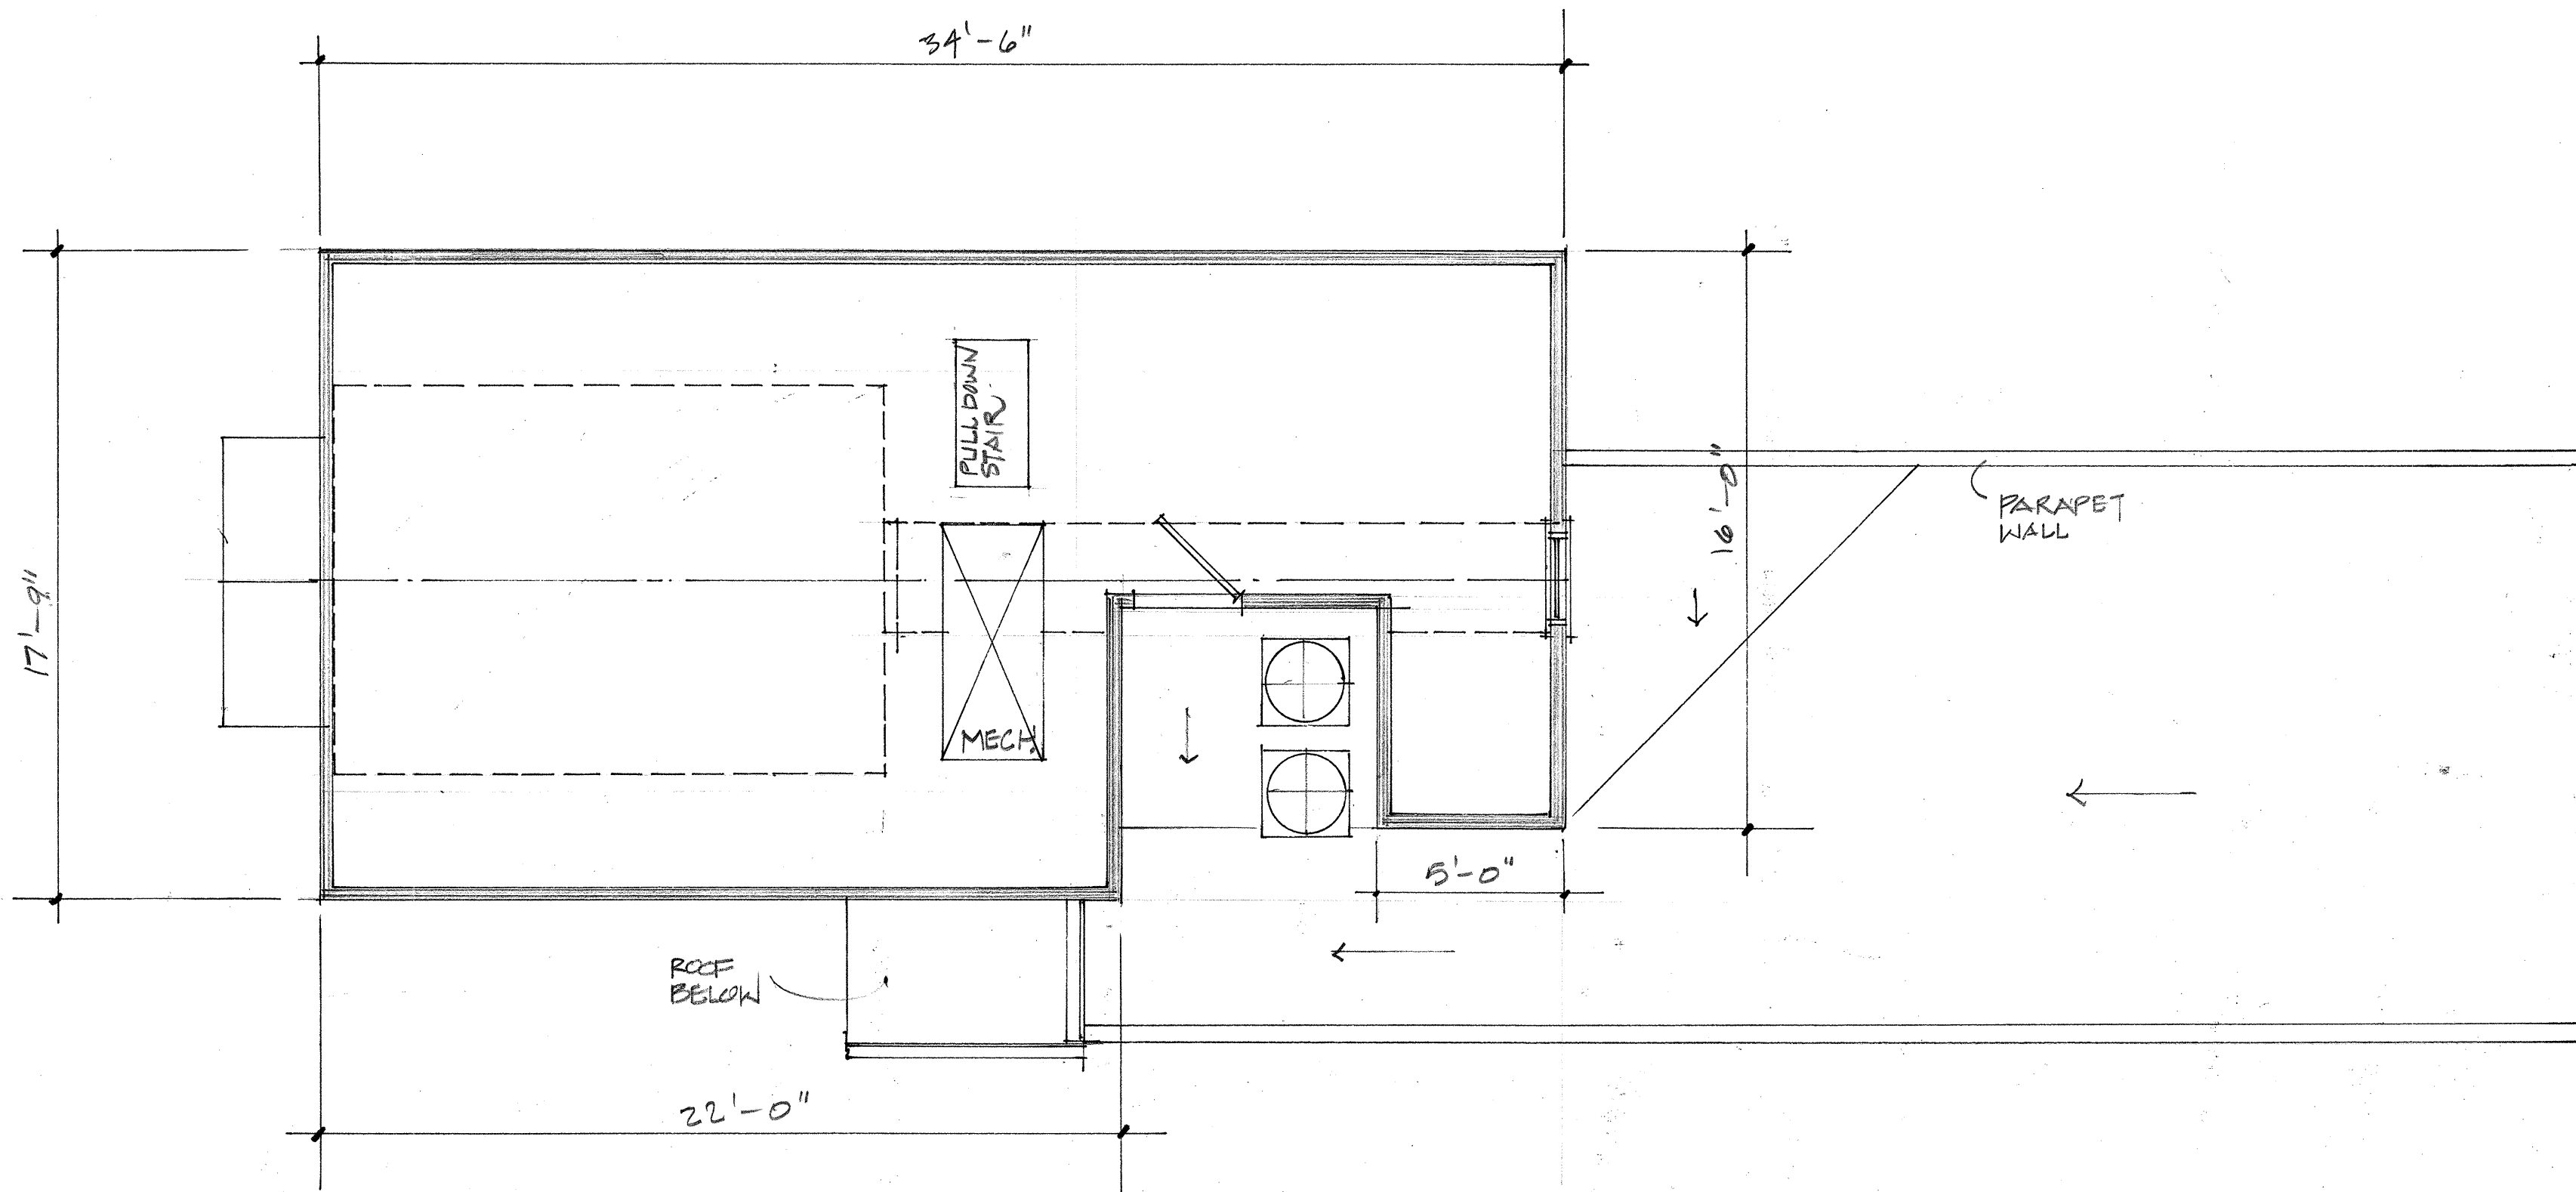 34'-6"
PULL DOWN
STAIR
16'-0"
PARAPET
WALL
17'-9"
MECH.
5'-0"
ROOF
BELOW
22'-0"